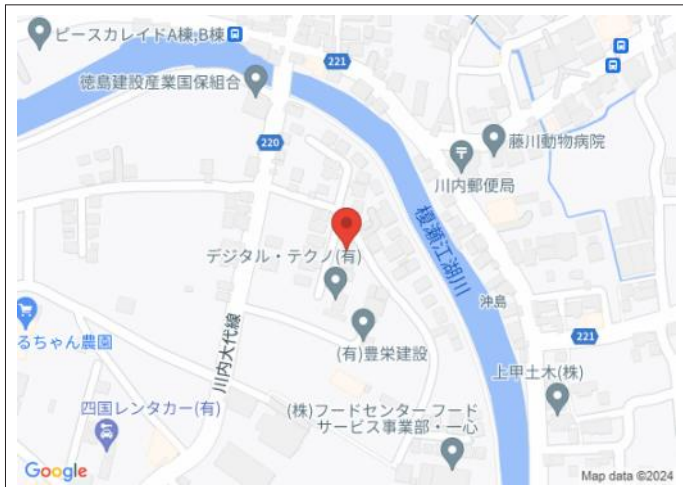 ピースカレイドA棟,B棟
221
徳島建設産業国保組合
220
藤川動物病院
川内郵便局
デジタル・テクノ(有)
榎瀬江湖川
沖島
るちゃん農園
川内大代線
(有)豊栄建設
221
上甲土木(株)
四国レンタカー(有)
(株)フードセンター フード
サービス事業部・一心
Google
Map data ©2024